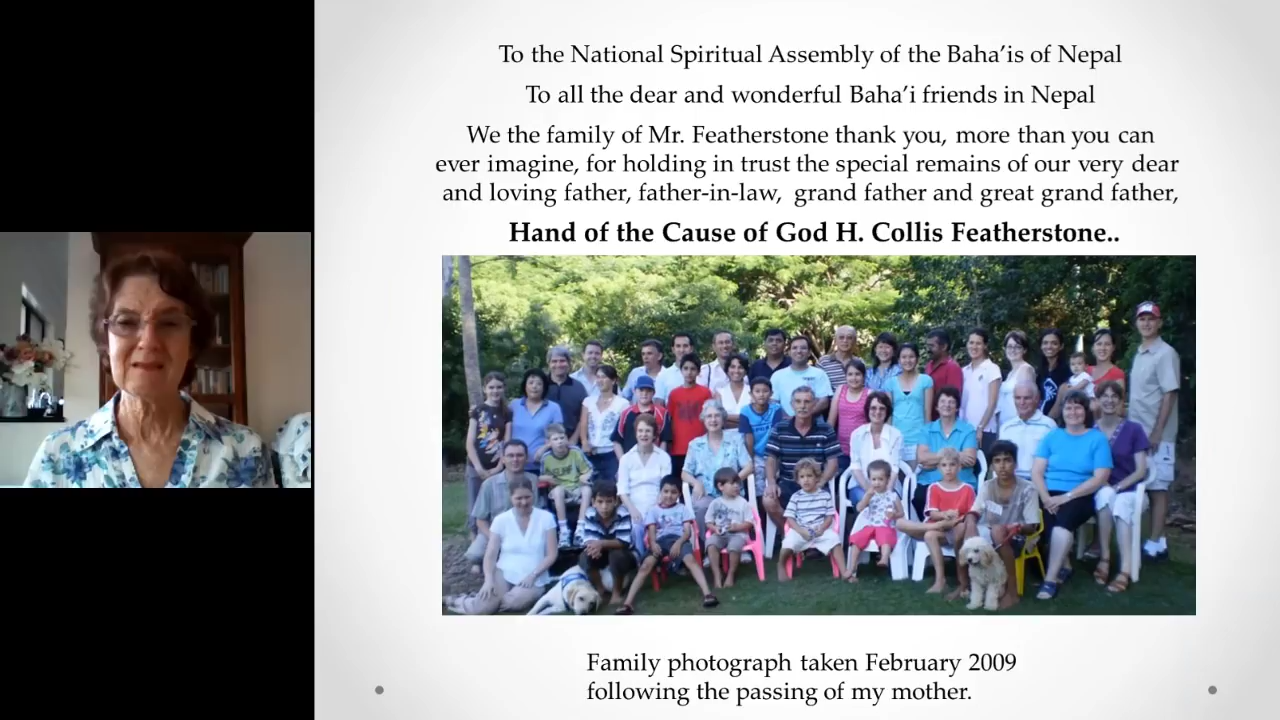 To the National Spiritual Assembly of the Baha’is of Nepal
To all the dear and wonderful Baha’i friends in Nepal
We the family of Mr. Featherstone thank you, more than you can
ever imagine, for holding in trust the special remains of our very dear
and loving father, father-in-law,  grand father and great grand father,
Hand of the Cause of God H. Collis Featherstone..
Family photograph taken February 2009
following the passing of my mother.